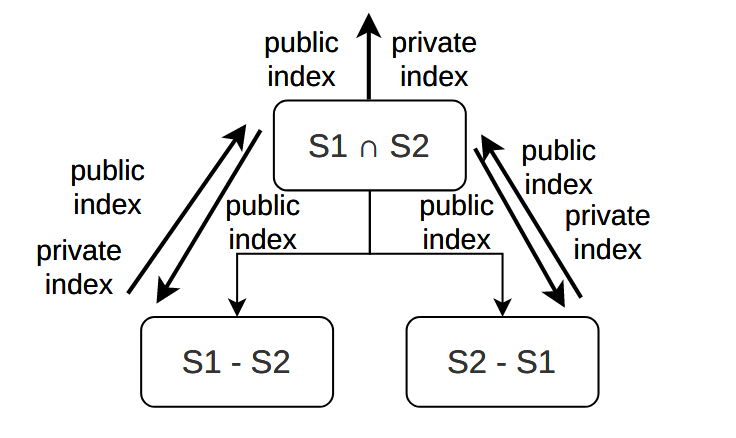 public
index
private
index
S1 ∩ S2
public
index
private
index
public
index
public
index
public
index
private
index
S1 - S2
S2 - S1